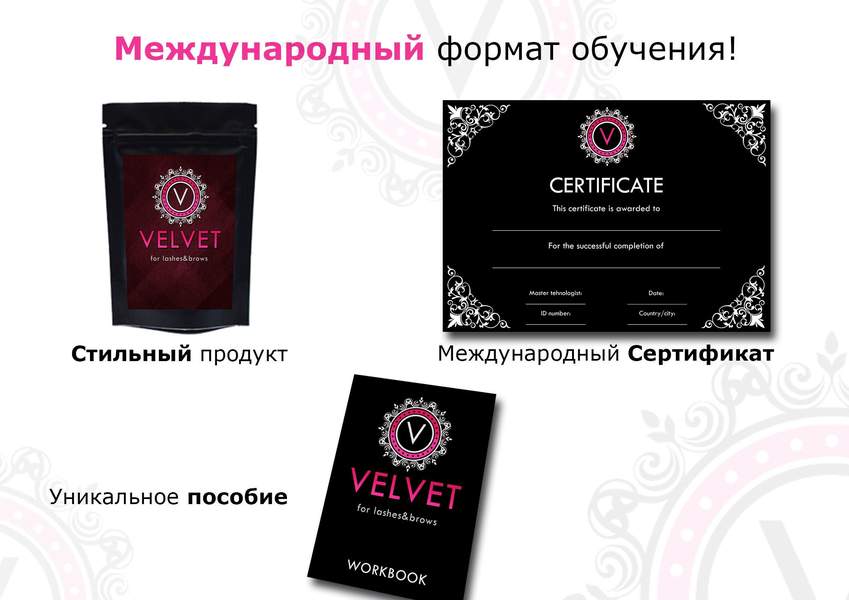 Международный формат обучения!
V
VELVET
for lashes&brows
Стильный продукт
V
CERTIFICATE
This certificate is awarded to
For the successful completion of
Master tehnologist:
Date:
ID number:
Country/city:
Международный Сертификат
Уникальное пособие
V
VELVET
for lashes&brows
WORKBOOK